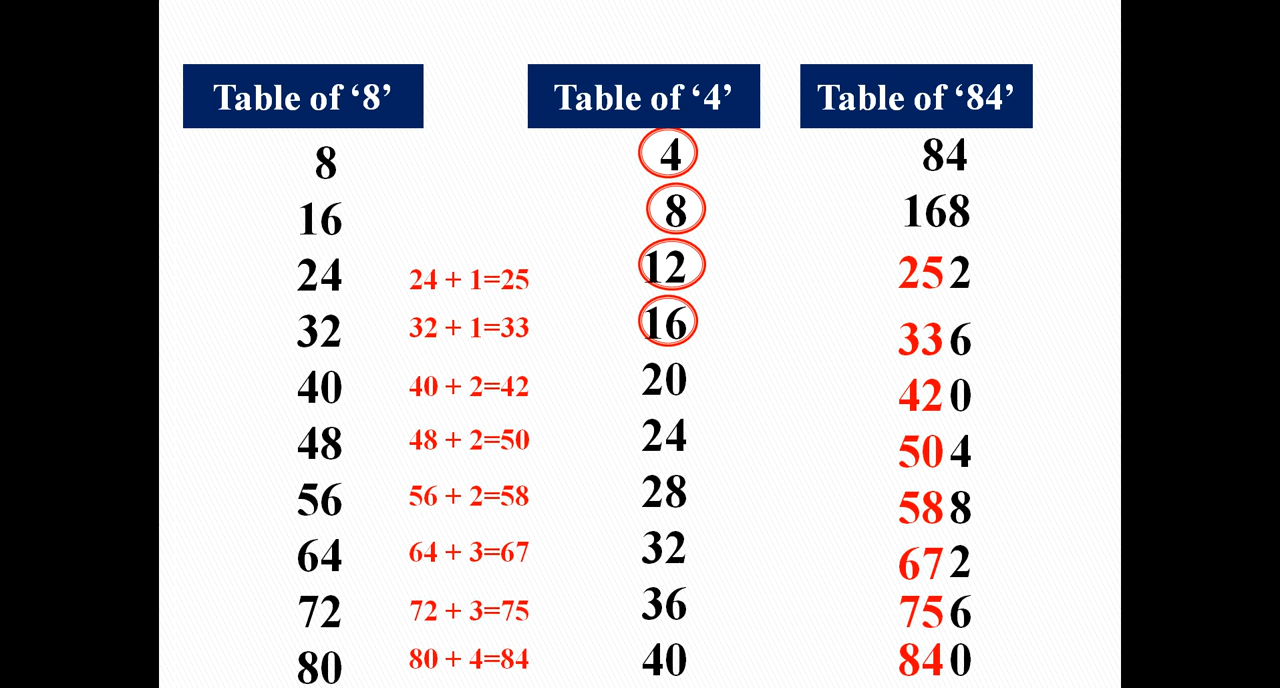 Table of ‘8’ Table of ‘4’ Table of ‘84’
8 4 84
16 8 168
24 24 + 1=25 12 252
32 32 + 1=33 16 336
40 40 + 2=42 20 420
48 48 + 2=50 24 504
56 56 + 2=58 28 588
64 64 + 3=67 32 672
72 72 + 3=75 36 756
80 80 + 4=84 40 840